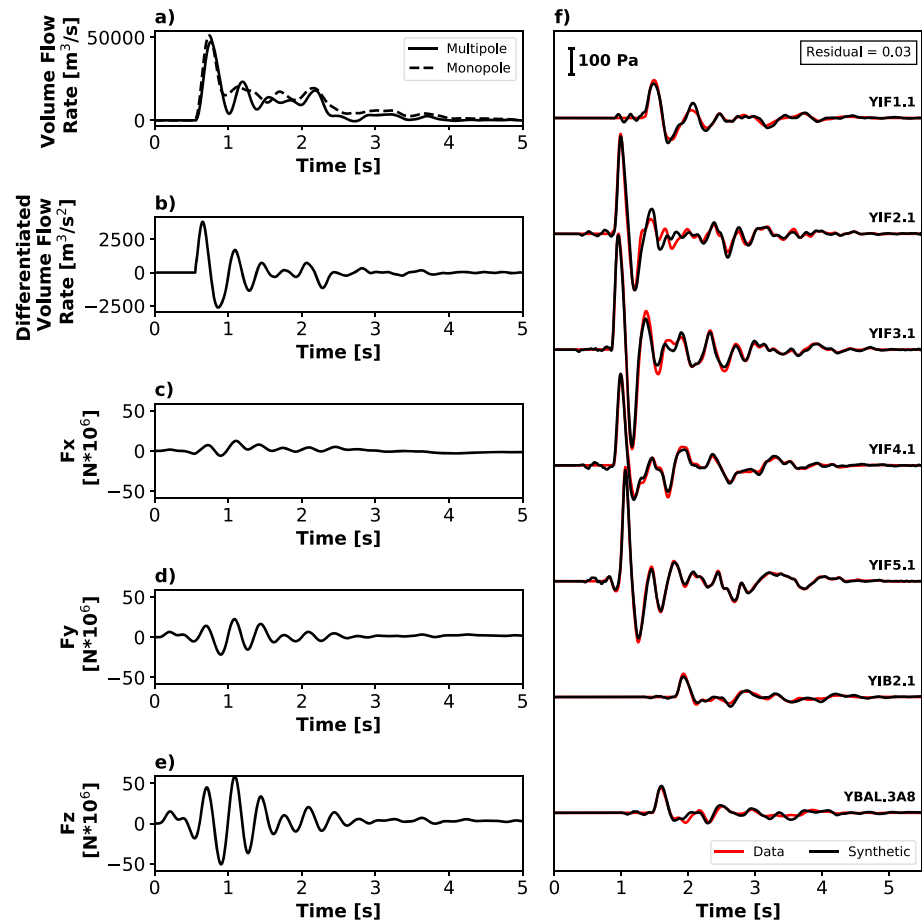 a)
Volume Flow
Rate [m³/s]
50000
0
Multipole
Monopole
0 1 2 3 4 5
Time [s]
b)
Differentiated
Volume Flow
Rate [m³/s²]
2500
0
−2500
0 1 2 3 4 5
Time [s]
c)
Fx
[N*10⁶]
50
0
−50
0 1 2 3 4 5
Time [s]
d)
Fy
[N*10⁶]
50
0
−50
0 1 2 3 4 5
Time [s]
e)
Fz
[N*10⁶]
50
0
−50
0 1 2 3 4 5
Time [s]
f)
100 Pa
Residual = 0.03
YIF1.1
YIF2.1
YIF3.1
YIF4.1
YIF5.1
YIB2.1
YBAL.3A8
Data Synthetic
0 1 2 3 4 5
Time [s]